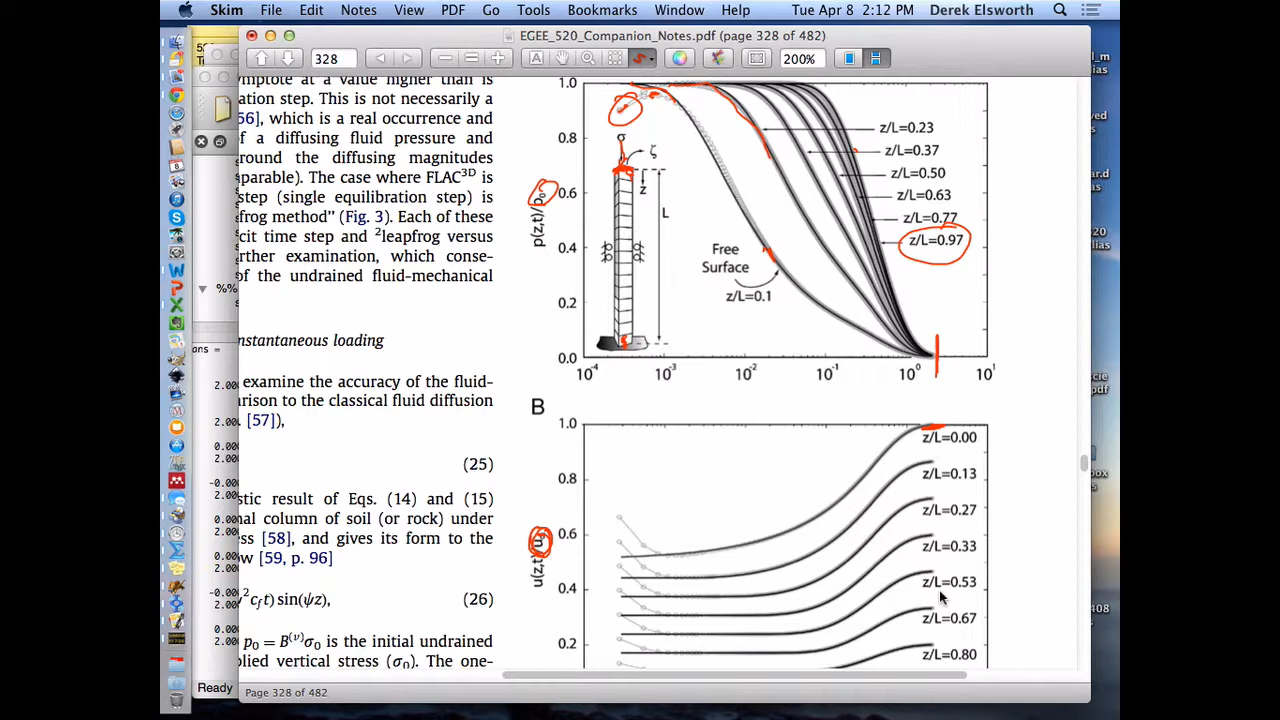 Skim File Edit Notes View PDF Go Tools Bookmarks Window Help Tue Apr 8 2:12 PM Derek Elsworth
EGEE_520_Companion_Notes.pdf (page 328 of 482)
328
200%
ymptote at a value higher than is
ation step. This is not necessarily a
56], which is a real occurrence and
of a diffusing fluid pressure and
round the diffusing magnitudes
parable). The case where FLAC3D is
step (single equilibration step) is
frog method” (Fig. 3). Each of these
cit time step and 2leapfrog versus
rther examination, which conse-
of the undrained fluid-mechanical
nstantaneous loading
examine the accuracy of the fluid-
parison to the classical fluid diffusion
[57]),
(25)
stic result of Eqs. (14) and (15)
nal column of soil (or rock) under
ess [58], and gives its form to the
w [59, p. 96]
2cft) sin(ψz), (26)
p0 = B(ν)σ0 is the initial undrained
plied vertical stress (σ0). The one-
1.0
0.8
0.6
0.4
0.2
0.0
p(z,t)/p0
σ
ζ
z
L
z/L=0.23
z/L=0.37
z/L=0.50
z/L=0.63
z/L=0.77
z/L=0.97
Free
Surface
z/L=0.1
10-4 10-3 10-2 10-1 100 101
B
1.0
0.8
0.6
0.4
0.2
z/L=0.00
z/L=0.13
z/L=0.27
z/L=0.33
z/L=0.53
z/L=0.67
z/L=0.80
%%
ans =
Ready
Page 328 of 482